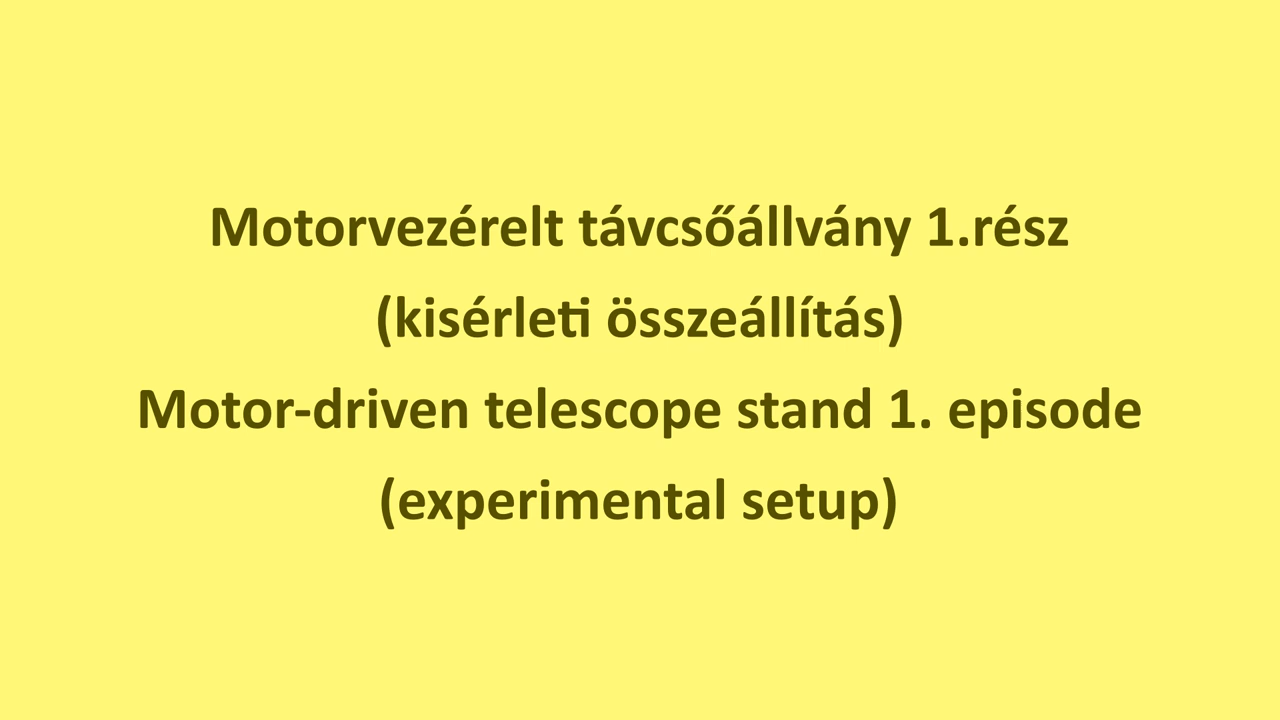 Motorvezérelt távcsőállvány 1.rész
(kisérleti összeállítás)
Motor-driven telescope stand 1. episode
(experimental setup)